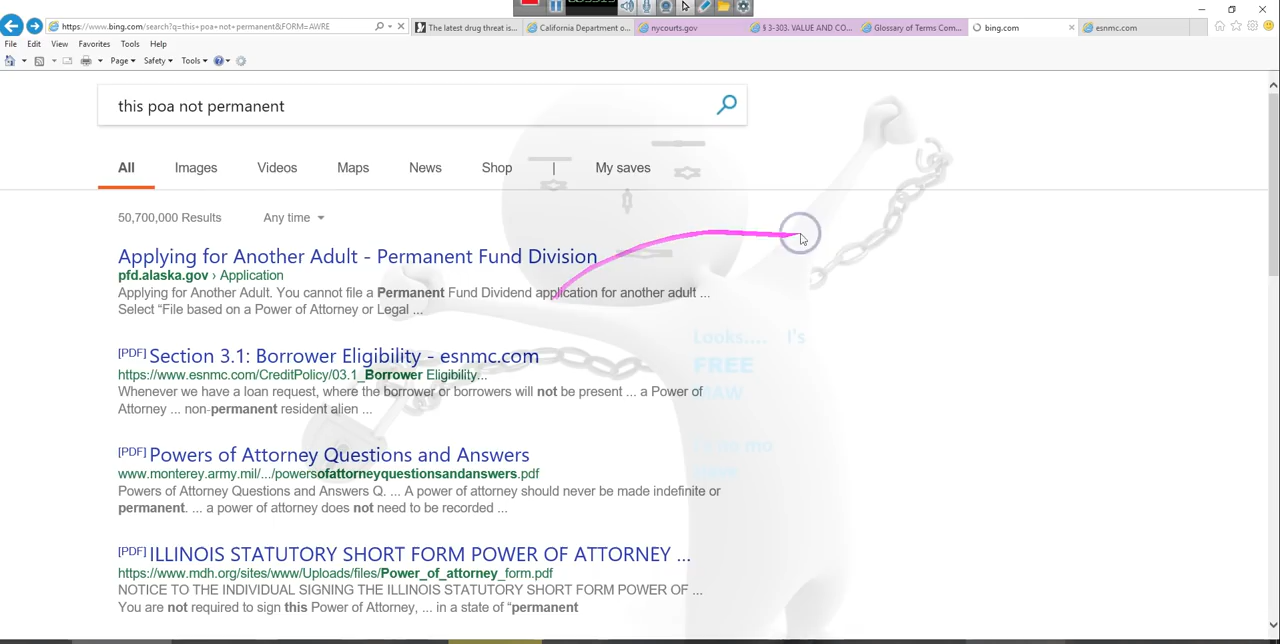 https://www.bing.com/search?q=this+poa+not+permanent&FORM=AWRE
The latest drug threat is...
California Department o...
nycourts.gov
§ 3-303. VALUE AND CO...
Glossary of Terms Com...
bing.com
esnmc.com
File Edit View Favorites Tools Help
Page Safety Tools
this poa not permanent
All Images Videos Maps News Shop | My saves
50,700,000 Results Any time
Applying for Another Adult - Permanent Fund Division
pfd.alaska.gov › Application
Applying for Another Adult. You cannot file a Permanent Fund Dividend application for another adult ...
Select “File based on a Power of Attorney or Legal ...
Looks.... I's
FREE
[PDF] Section 3.1: Borrower Eligibility - esnmc.com
https://www.esnmc.com/CreditPolicy/03.1_Borrower Eligibility...
Whenever we have a loan request, where the borrower or borrowers will not be present ... a Power of
Attorney ... non-permanent resident alien ...
[PDF] Powers of Attorney Questions and Answers
www.monterey.army.mil/.../powersofattorneyquestionsandanswers.pdf
Powers of Attorney Questions and Answers Q. ... A power of attorney should never be made indefinite or
permanent. ... a power of attorney does not need to be recorded ...
[PDF] ILLINOIS STATUTORY SHORT FORM POWER OF ATTORNEY ...
https://www.mdh.org/sites/www/Uploads/files/Power_of_attorney_form.pdf
NOTICE TO THE INDIVIDUAL SIGNING THE ILLINOIS STATUTORY SHORT FORM POWER OF ...
You are not required to sign this Power of Attorney, ... in a state of “permanent